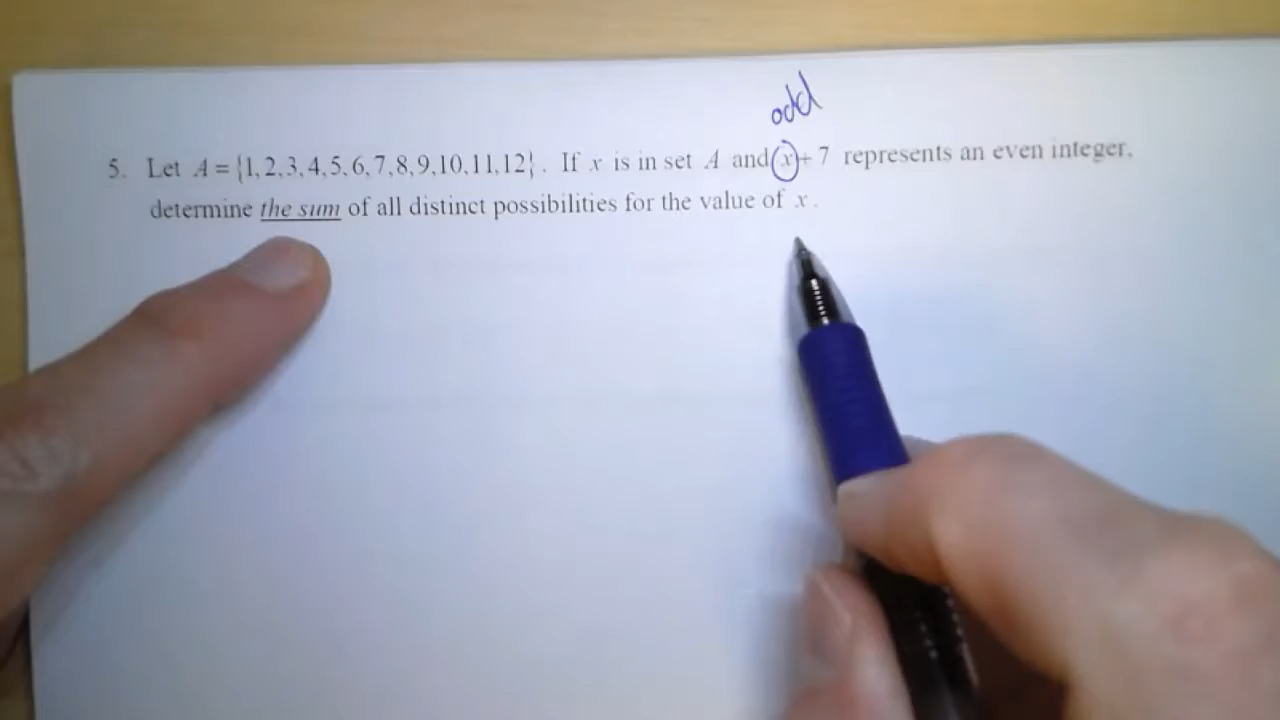 odd
5. Let A = {1, 2, 3, 4, 5, 6, 7, 8, 9, 10, 11, 12}. If x is in set A and x + 7 represents an even integer,
determine the sum of all distinct possibilities for the value of x.